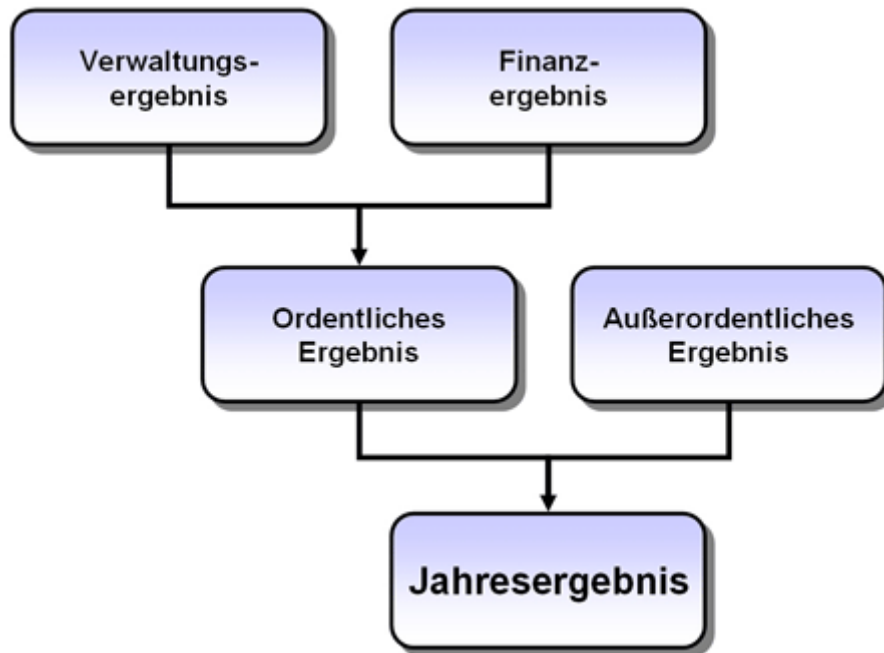 Verwaltungs-
ergebnis
Finanz-
ergebnis
Ordentliches
Ergebnis
Außerordentliches
Ergebnis
Jahresergebnis